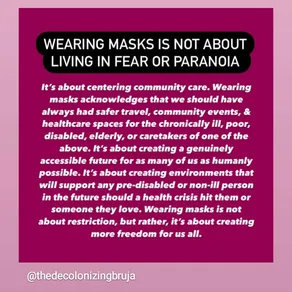 WEARING MASKS IS NOT ABOUT
LIVING IN FEAR OR PARANOIA
It's about centering community care. Wearing
masks acknowledges that we should have
always had safer travel, community events, &
healthcare spaces for the chronically ill, poor,
disabled, elderly, or caretakers of one of the
above. It's about creating a genuinely
accessible future for as many of us as humanly
possible. It's about creating environments that
will support any pre-disabled or non-ill person
in the future should a health crisis hit them or
someone they love. Wearing masks is not
about restriction, but rather, it's about creating
more freedom for us all.
@thedecolonizingbruja